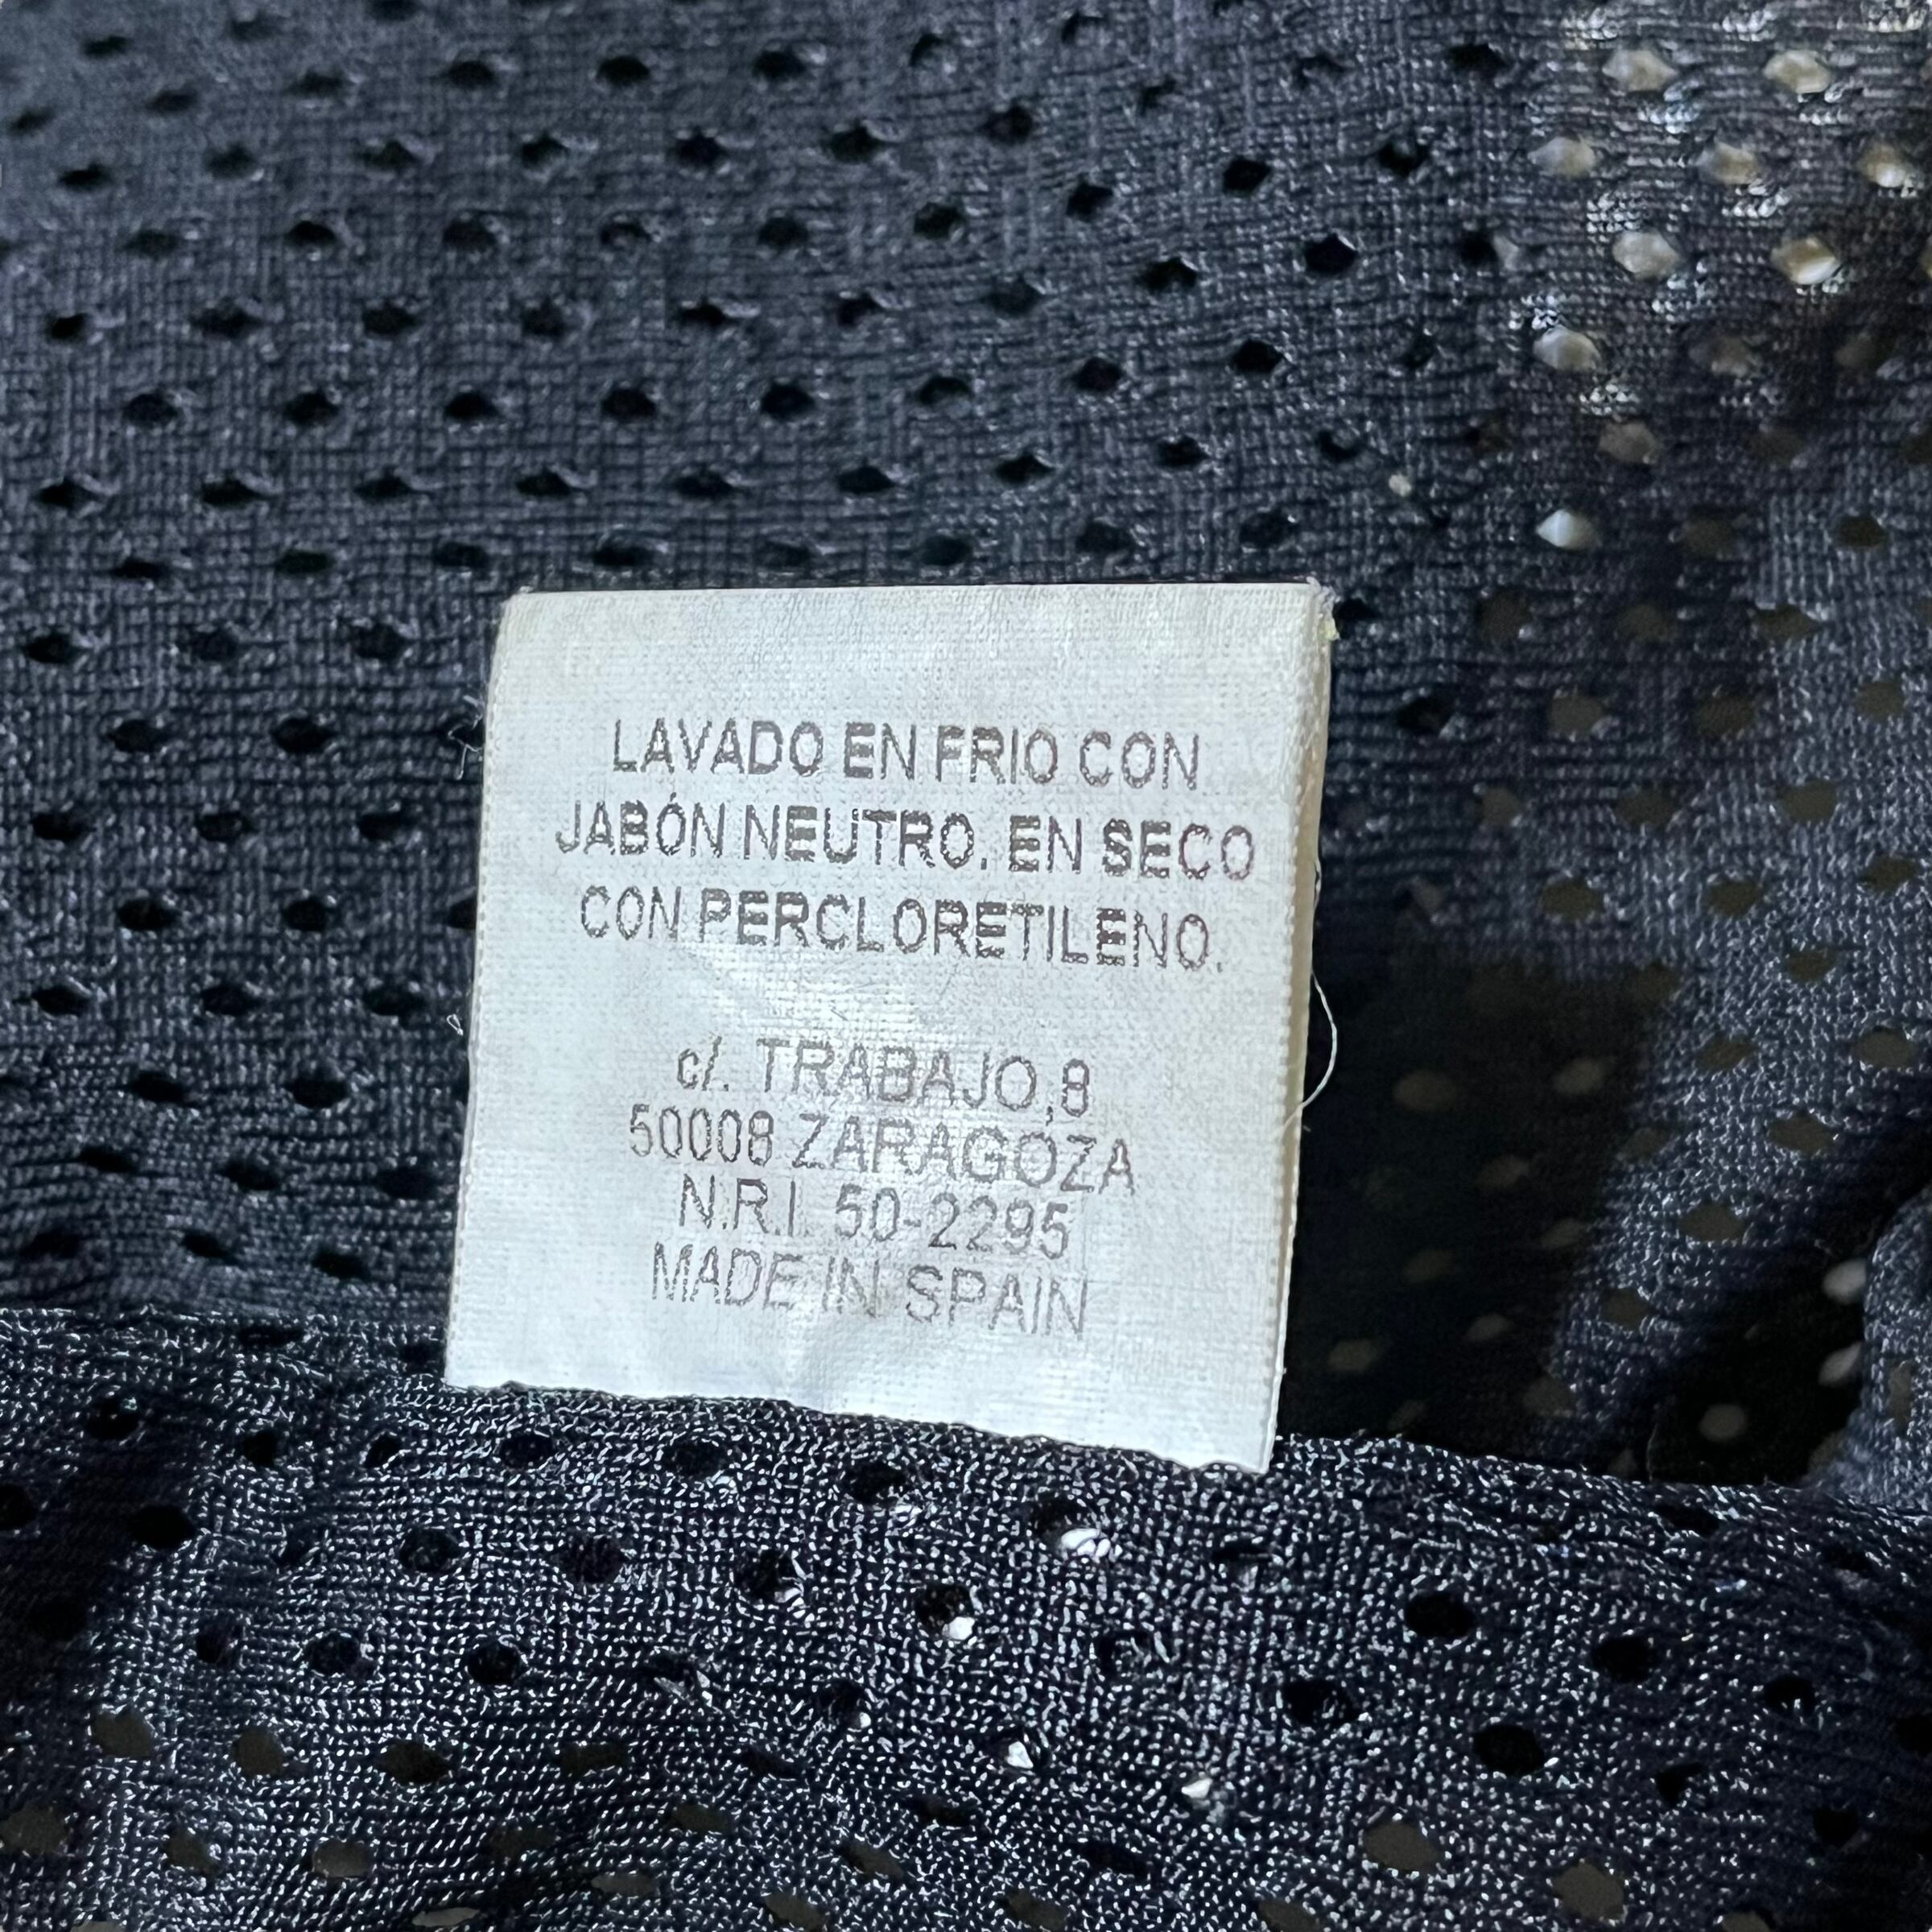 LAVADO EN FRIO CON
JABÓN NEUTRO. EN SECO
CON PERCLORETILENO.
c/. TRABAJO,8
50008 ZARAGOZA
N.R.I. 50-2295
MADE IN SPAIN